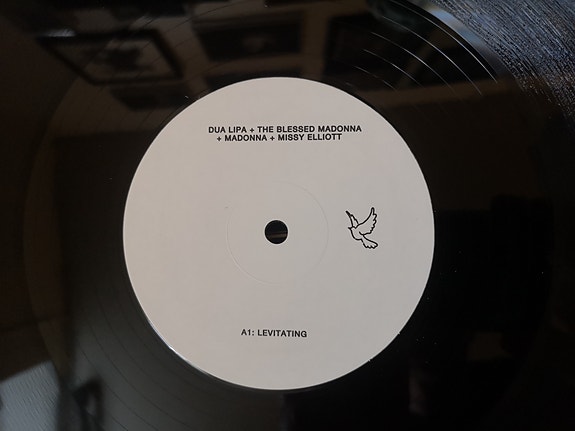 DUA LIPA + THE BLESSED MADONNA
+ MADONNA + MISSY ELLIOTT
A1: LEVITATING